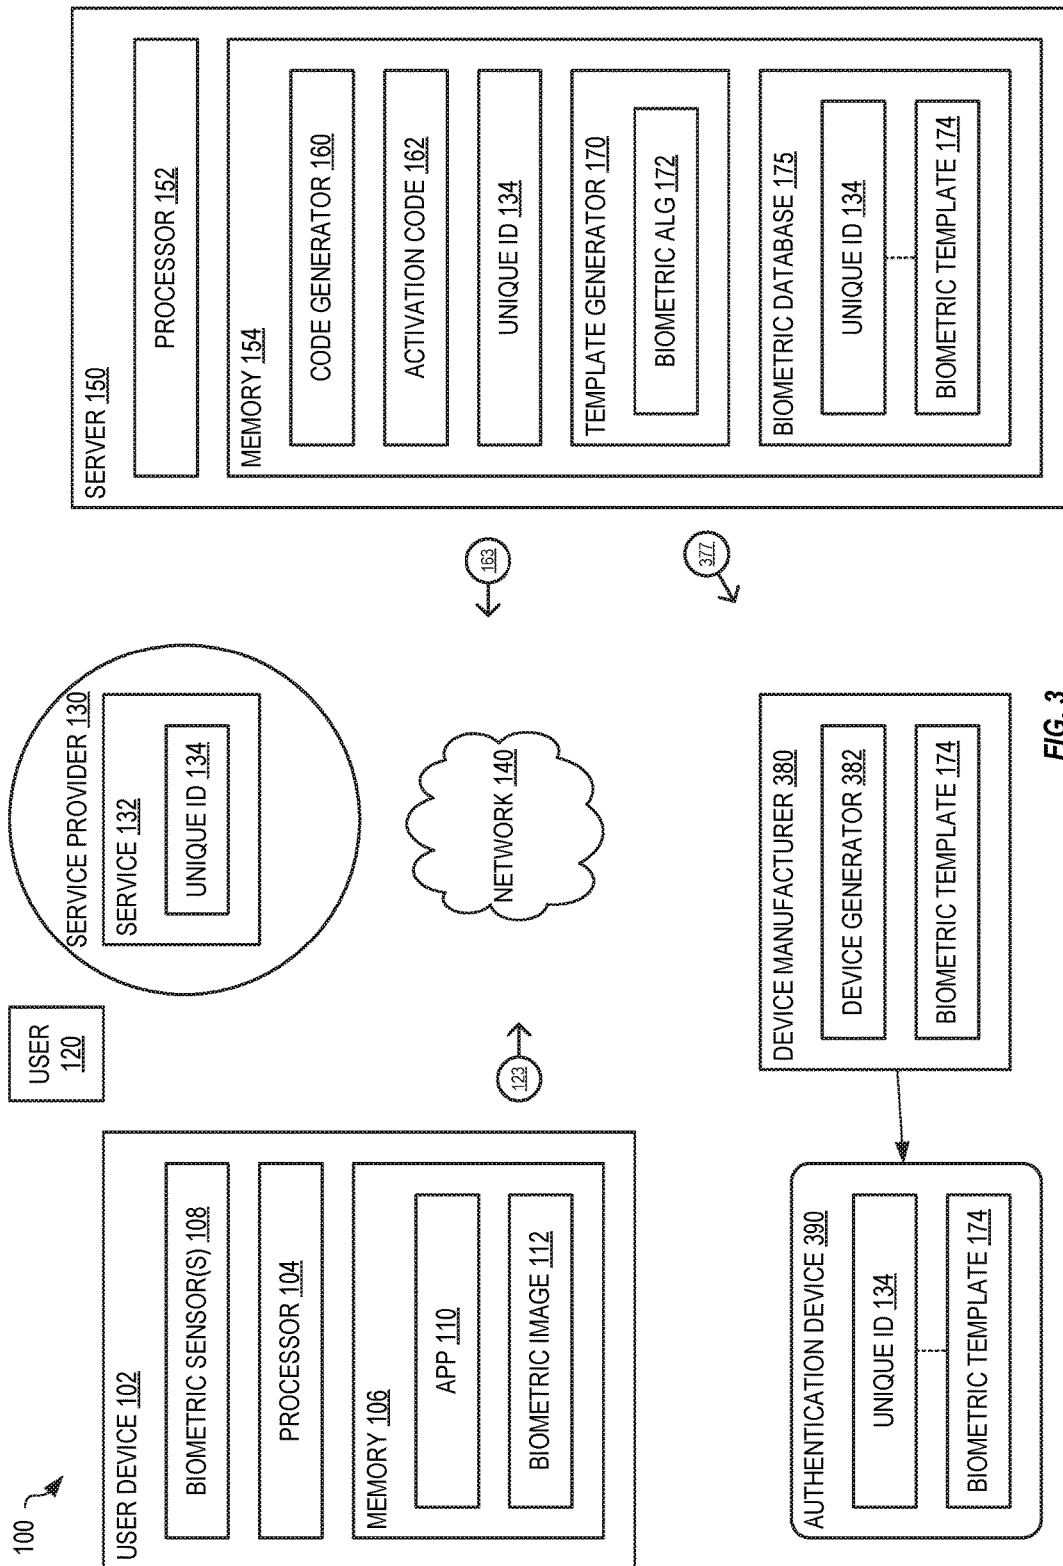 100
USER DEVICE 102
BIOMETRIC SENSOR(S) 108
PROCESSOR 104
MEMORY 106
APP 110
BIOMETRIC IMAGE 112
USER
120
SERVICE PROVIDER 130
SERVICE 132
UNIQUE ID 134
123
NETWORK 140
163
377
SERVER 150
PROCESSOR 152
MEMORY 154
CODE GENERATOR 160
ACTIVATION CODE 162
UNIQUE ID 134
TEMPLATE GENERATOR 170
BIOMETRIC ALG 172
BIOMETRIC DATABASE 175
UNIQUE ID 134
BIOMETRIC TEMPLATE 174
AUTHENTICATION DEVICE 390
UNIQUE ID 134
BIOMETRIC TEMPLATE 174
DEVICE MANUFACTURER 380
DEVICE GENERATOR 382
BIOMETRIC TEMPLATE 174
FIG. 3